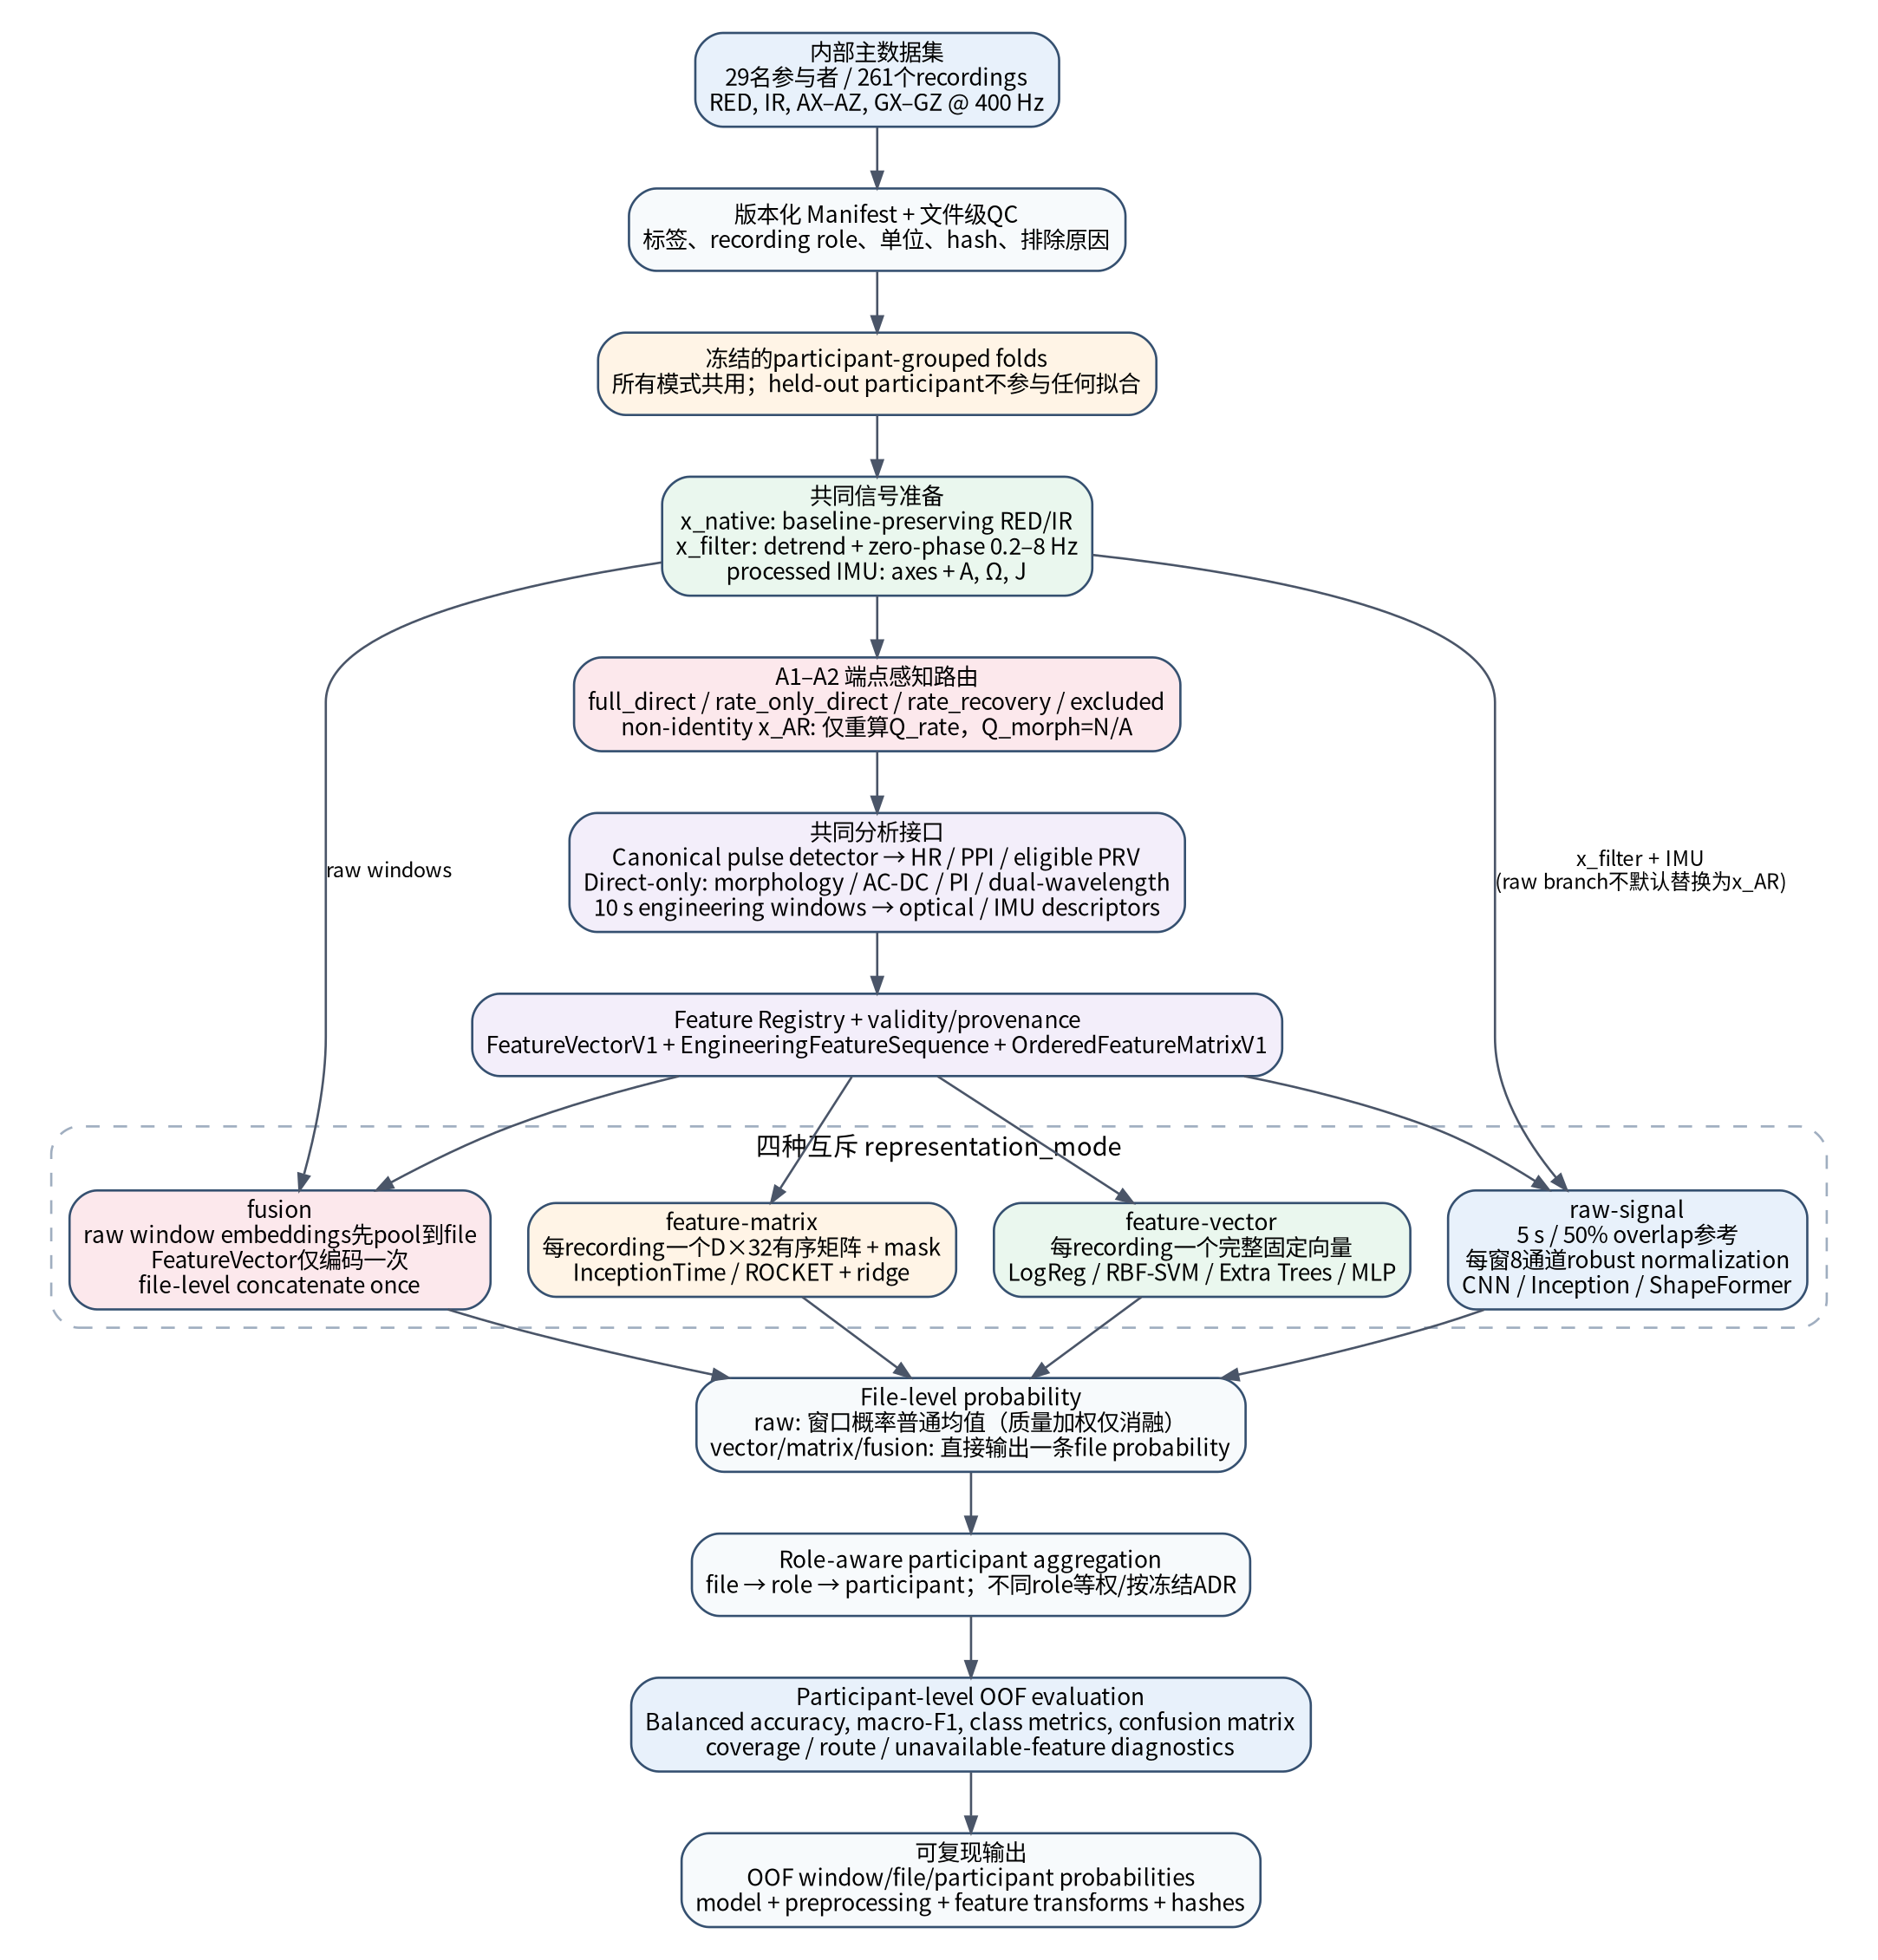 内部主数据集
29名参与者 / 261个recordings
RED, IR, AX–AZ, GX–GZ @ 400 Hz
版本化 Manifest + 文件级QC
标签、recording role、单位、hash、排除原因
冻结的participant-grouped folds
所有模式共用；held-out participant不参与任何拟合
共同信号准备
x_native: baseline-preserving RED/IR
x_filter: detrend + zero-phase 0.2–8 Hz
processed IMU: axes + A, Ω, J
A1–A2 端点感知路由
full_direct / rate_only_direct / rate_recovery / excluded
non-identity x_AR: 仅重算Q_rate，Q_morph=N/A
共同分析接口
Canonical pulse detector → HR / PPI / eligible PRV
Direct-only: morphology / AC-DC / PI / dual-wavelength
10 s engineering windows → optical / IMU descriptors
raw windows
x_filter + IMU
(raw branch不默认替换为x_AR)
Feature Registry + validity/provenance
FeatureVectorV1 + EngineeringFeatureSequence + OrderedFeatureMatrixV1
四种互斥 representation_mode
fusion
raw window embeddings先pool到file
FeatureVector仅编码一次
file-level concatenate once
feature-matrix
每recording一个D×32有序矩阵 + mask
InceptionTime / ROCKET + ridge
feature-vector
每recording一个完整固定向量
LogReg / RBF-SVM / Extra Trees / MLP
raw-signal
5 s / 50% overlap参考
每窗8通道robust normalization
CNN / Inception / ShapeFormer
File-level probability
raw: 窗口概率普通均值（质量加权仅消融）
vector/matrix/fusion: 直接输出一条file probability
Role-aware participant aggregation
file → role → participant；不同role等权/按冻结ADR
Participant-level OOF evaluation
Balanced accuracy, macro-F1, class metrics, confusion matrix
coverage / route / unavailable-feature diagnostics
可复现输出
OOF window/file/participant probabilities
model + preprocessing + feature transforms + hashes